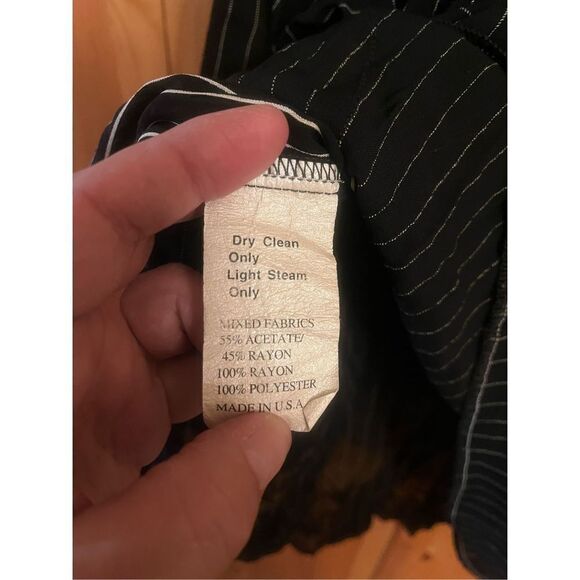 Dry Clean
Only
Light Steam
Only
MIXED FABRICS
55% ACETATE/
45% RAYON
100% RAYON
100% POLYESTER
MADE IN U.S.A